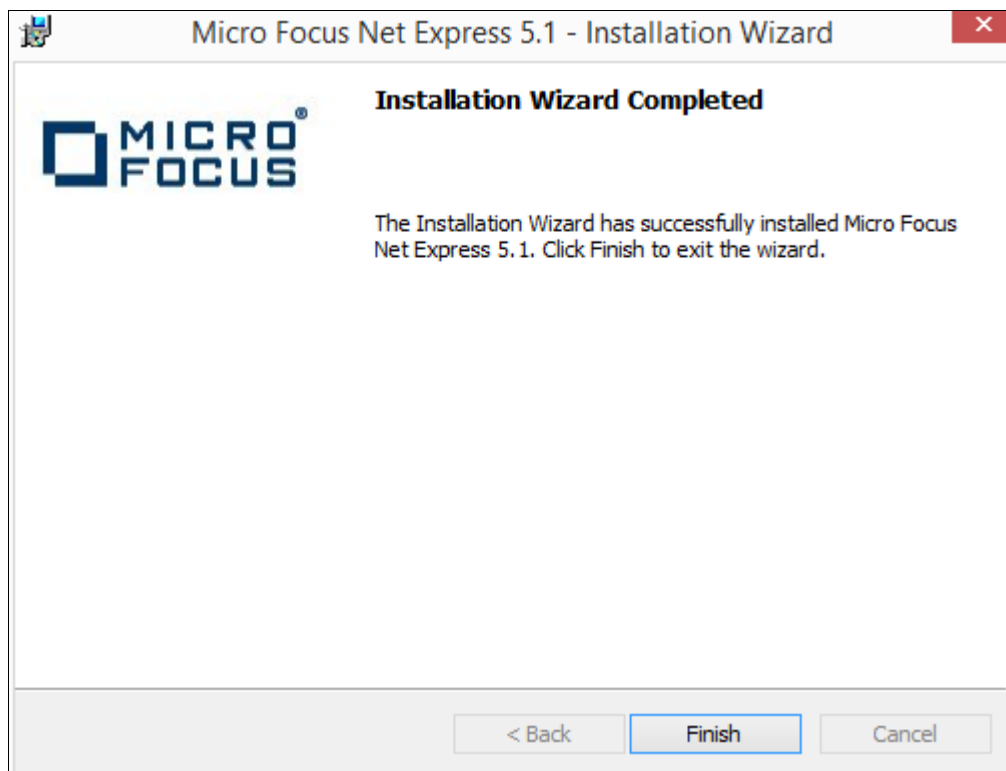 Micro Focus Net Express 5.1 - Installation Wizard
Installation Wizard Completed
MICRO
FOCUS®
The Installation Wizard has successfully installed Micro Focus
Net Express 5.1. Click Finish to exit the wizard.
< Back
Finish
Cancel